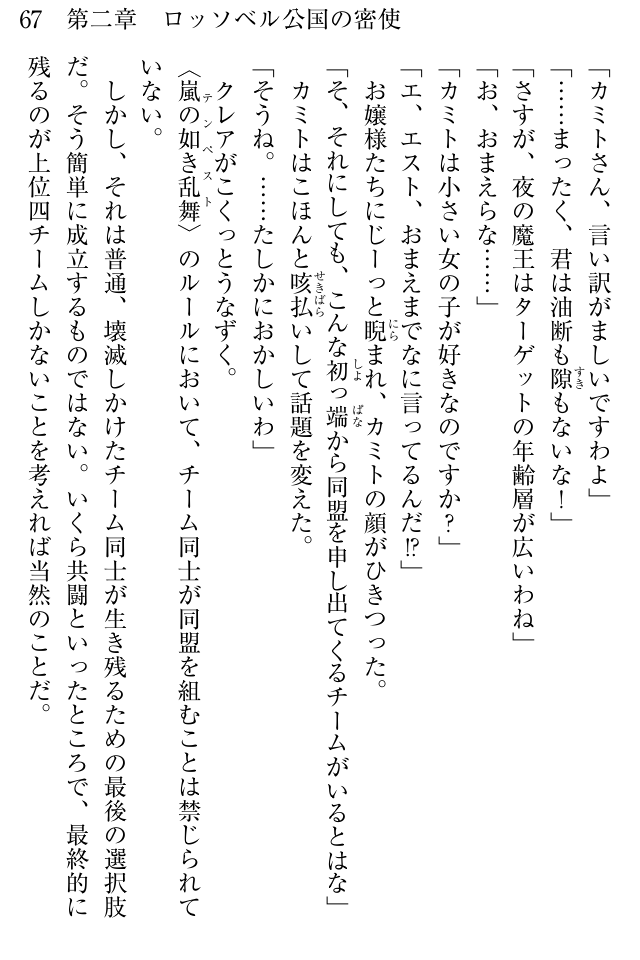 67　第二章　ロッソベル公国の密使
「カミトさん、言い訳がましいですわよ」
「……まったく、君は油断も隙もないな！」
「さすが、夜の魔王はターゲットの年齢層が広いわね」
「お、おまえらな……」
「カミトは小さい女の子が好きなのですか？」
「エ、エスト、おまえまでなに言ってるんだ!?」
お嬢様たちにじーっと睨まれ、カミトの顔がひきつった。
「そ、それにしても、こんな初っ端から同盟を申し出てくるチームがいるとはな」
カミトはこほんと咳払いして話題を変えた。
「そうね。……たしかにおかしいわ」
クレアがこくっとうなずく。
〈嵐の如き乱舞〉のルールにおいて、チーム同士が同盟を組むことは禁じられて
いない。
しかし、それは普通、壊滅しかけたチーム同士が生き残るための最後の選択肢
だ。そう簡単に成立するものではない。いくら共闘といったところで、最終的に
残るのが上位四チームしかないことを考えれば当然のことだ。